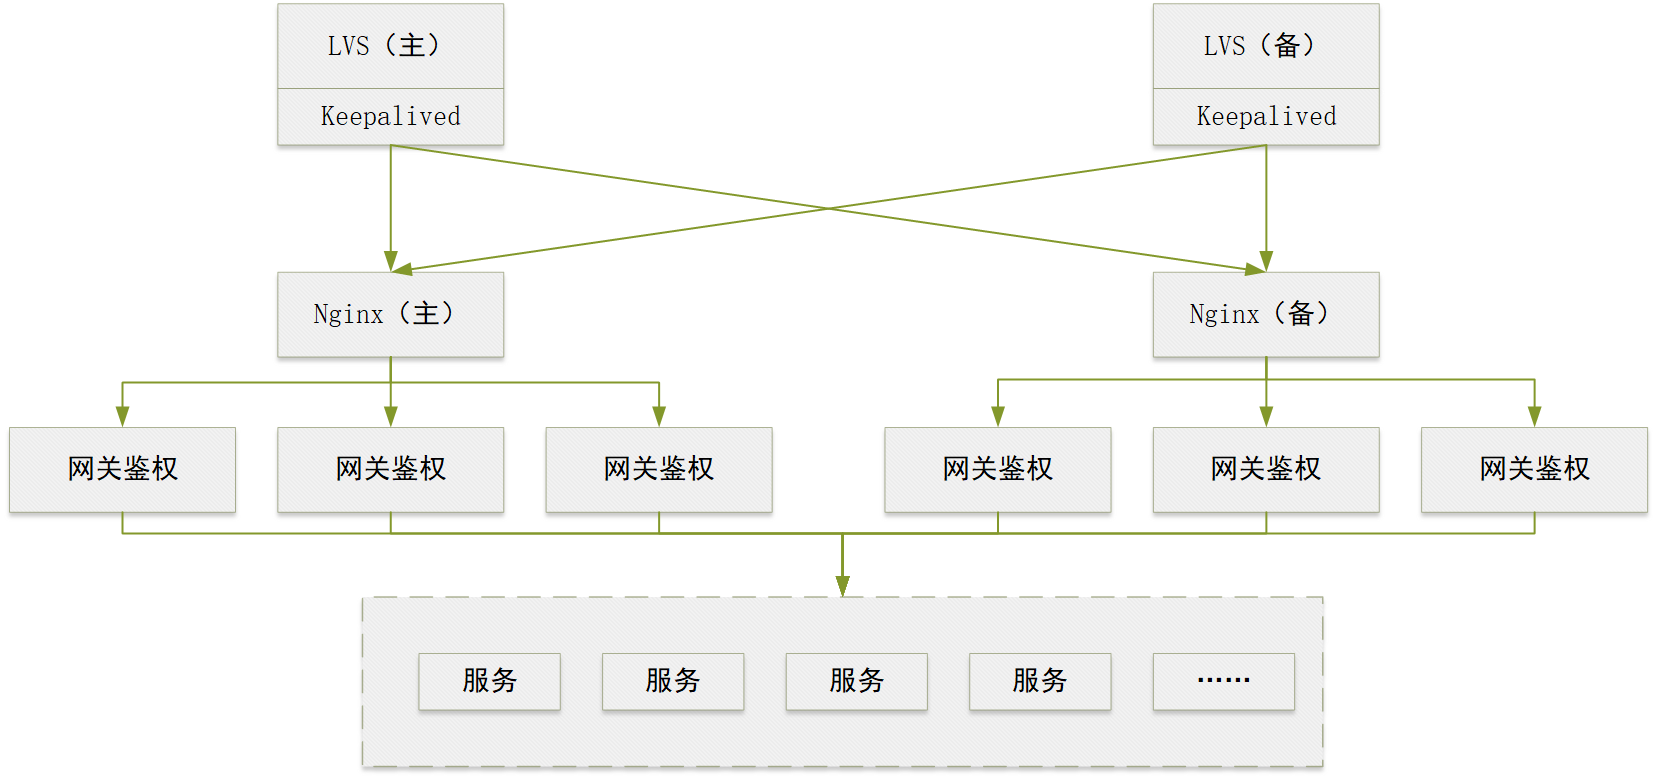 LVS（主）
LVS（备）
Keepalived
Keepalived
Nginx（主）
Nginx（备）
网关鉴权
网关鉴权
网关鉴权
网关鉴权
网关鉴权
网关鉴权
服务
服务
服务
服务
……